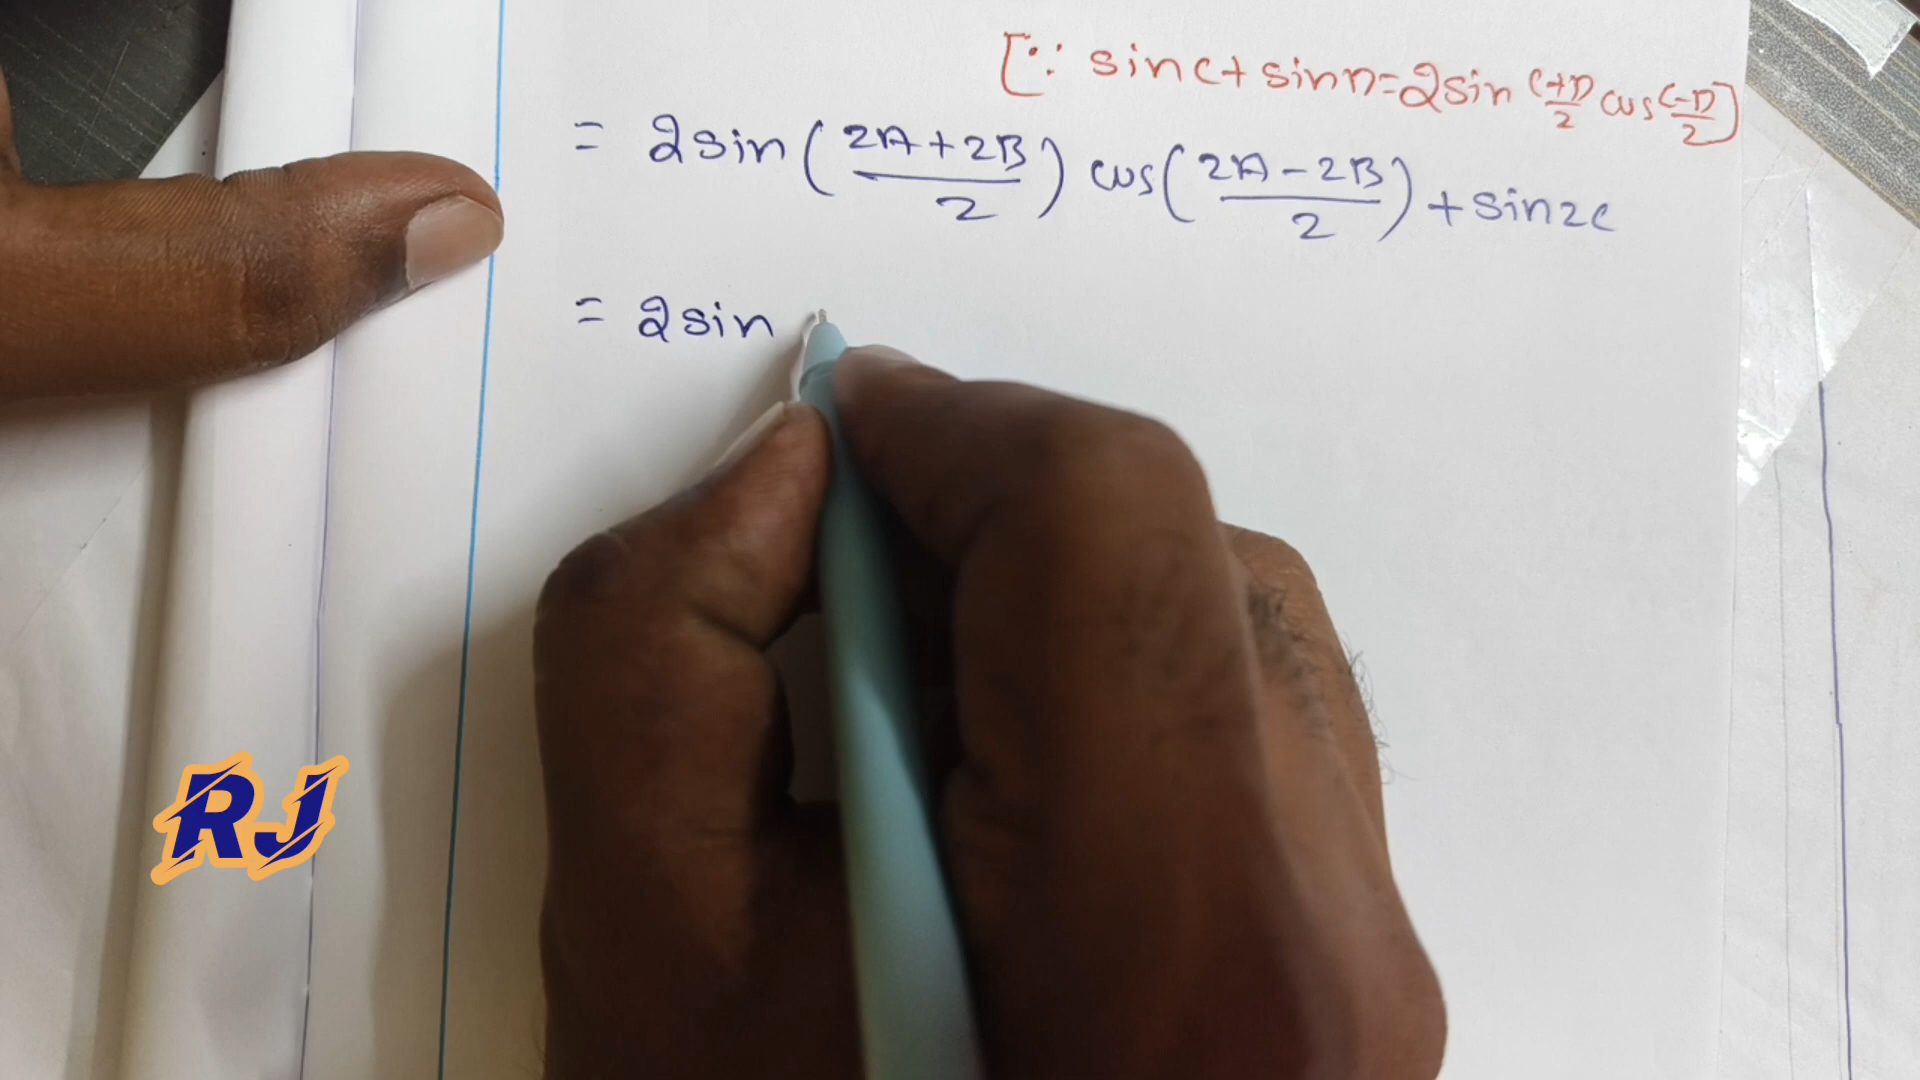 [∵ sinC + sinD = 2sin (C+D)/2 cos (C-D)/2]
= 2sin((2A+2B)/2) cos((2A-2B)/2) + sin2C
= 2sin
RJ